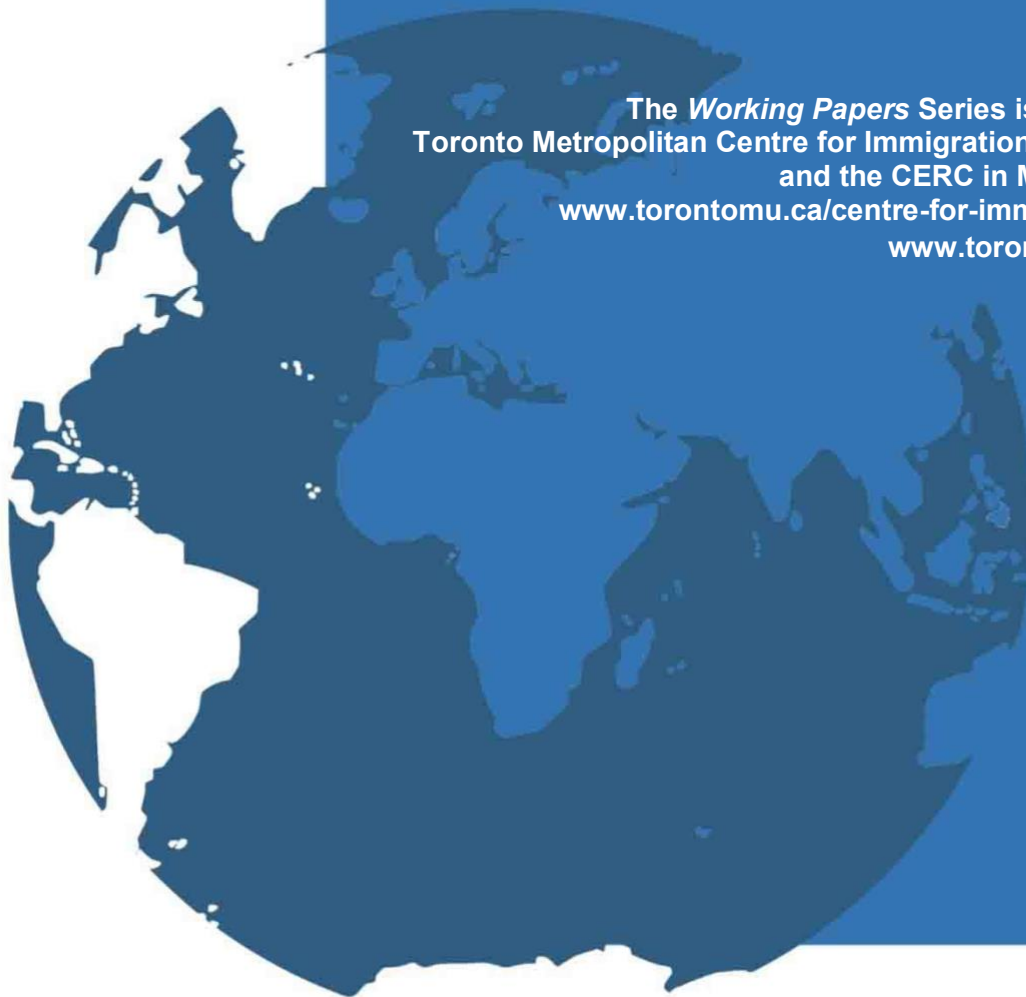 The Working Papers Series is
Toronto Metropolitan Centre for Immigration
and the CERC in
www.torontomu.ca/centre-for-imm
www.toron